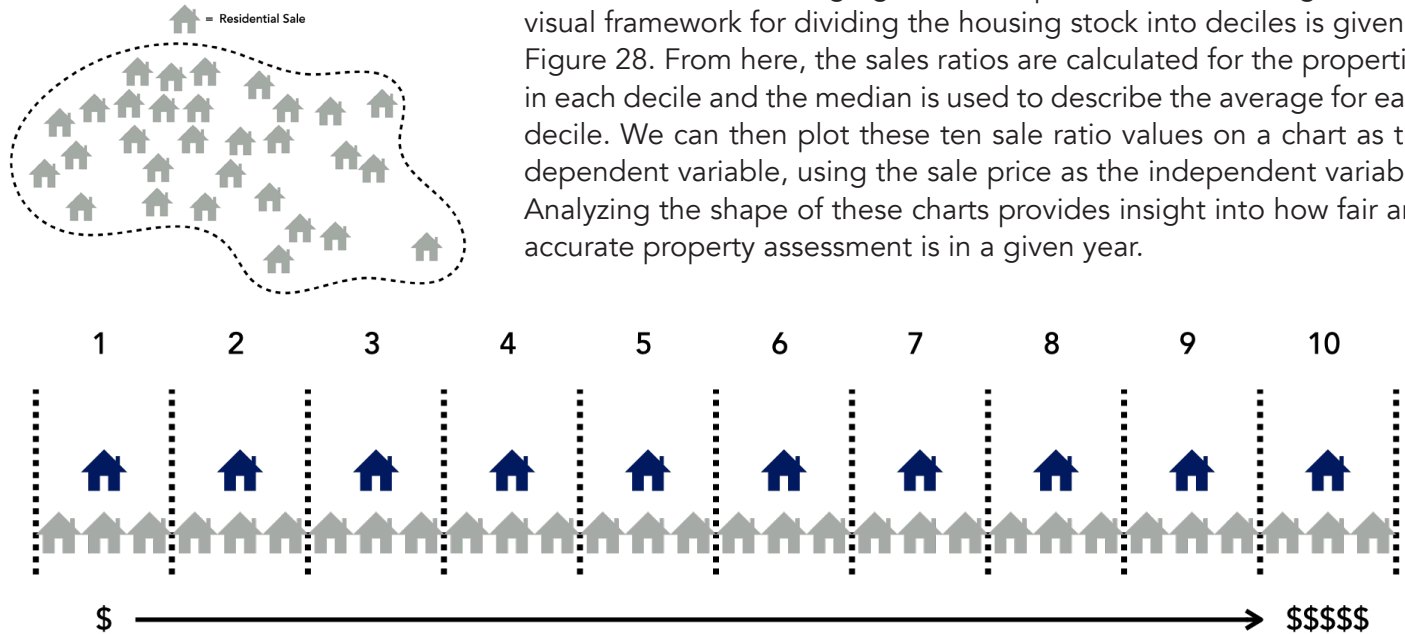 = Residential Sale
visual framework for dividing the housing stock into deciles is given
Figure 28. From here, the sales ratios are calculated for the properti
in each decile and the median is used to describe the average for ea
decile. We can then plot these ten sale ratio values on a chart as t
dependent variable, using the sale price as the independent variab
Analyzing the shape of these charts provides insight into how fair a
accurate property assessment is in a given year.
1 2 3 4 5 6 7 8 9 10
$ $$$$$